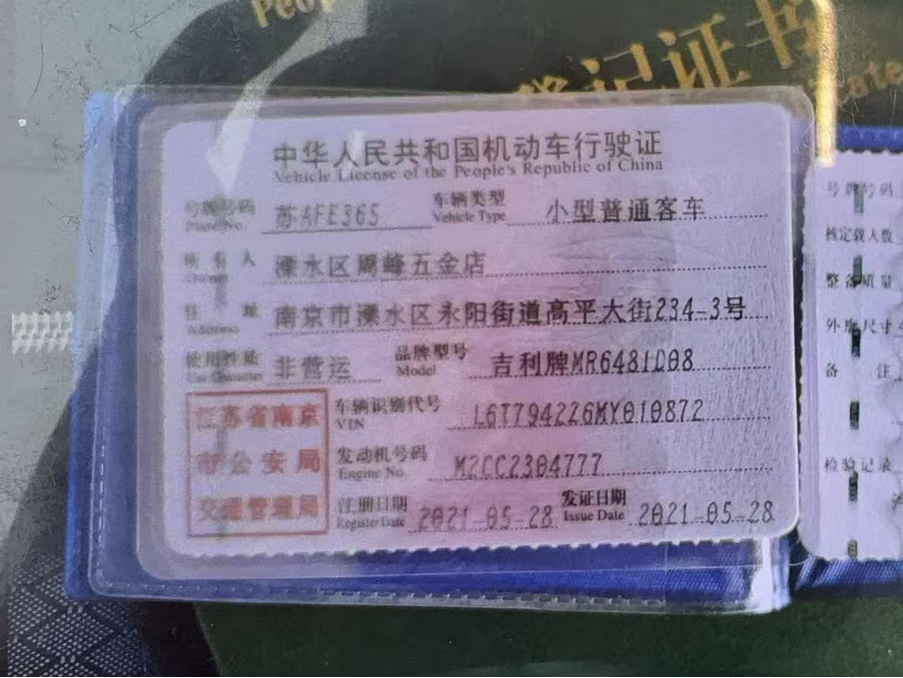 Peop
登记证书
cate
中华人民共和国机动车行驶证
Vehicle License of the People's Republic of China
号牌号码 苏AFE365 车辆类型 小型普通客车
Plate No. Vehicle Type
所有人 溧水区周峰五金店
Owner
住址 南京市溧水区永阳街道高平大街234-3号
Address
使用性质 非营运 品牌型号 吉利牌MR6481D08
Use Character Model
江苏省南京
市公安局
交通管理局
车辆识别代号 L6T794226MY010872
VIN
发动机号码 M2CC2304777
Engine No.
注册日期 2021-05-28 发证日期 2021-05-28
Register Date Issue Date
号牌号码
核定载人数
整备质量
外廓尺寸
备注
检验记录